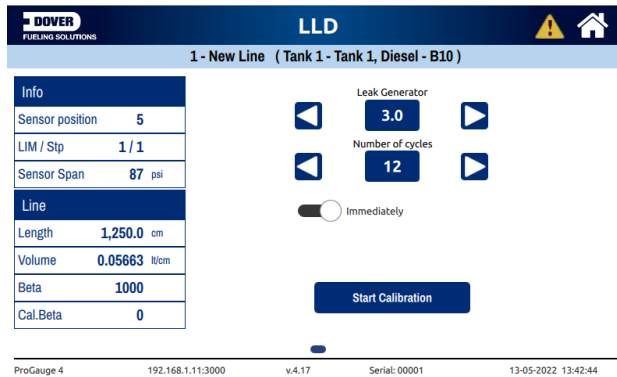 DOVER
FUELING SOLUTIONS
LLD
1 - New Line ( Tank 1 - Tank 1, Diesel - B10 )
Info
Sensor position 5
LIM / Stp 1 / 1
Sensor Span 87 psi
Line
Length 1,250.0 cm
Volume 0.05663 lt/cm
Beta 1000
Cal.Beta 0
Leak Generator
3.0
Number of cycles
12
Immediately
Start Calibration
ProGauge 4 192.168.1.11:3000 v.4.17 Serial: 00001 13-05-2022 13:42:44